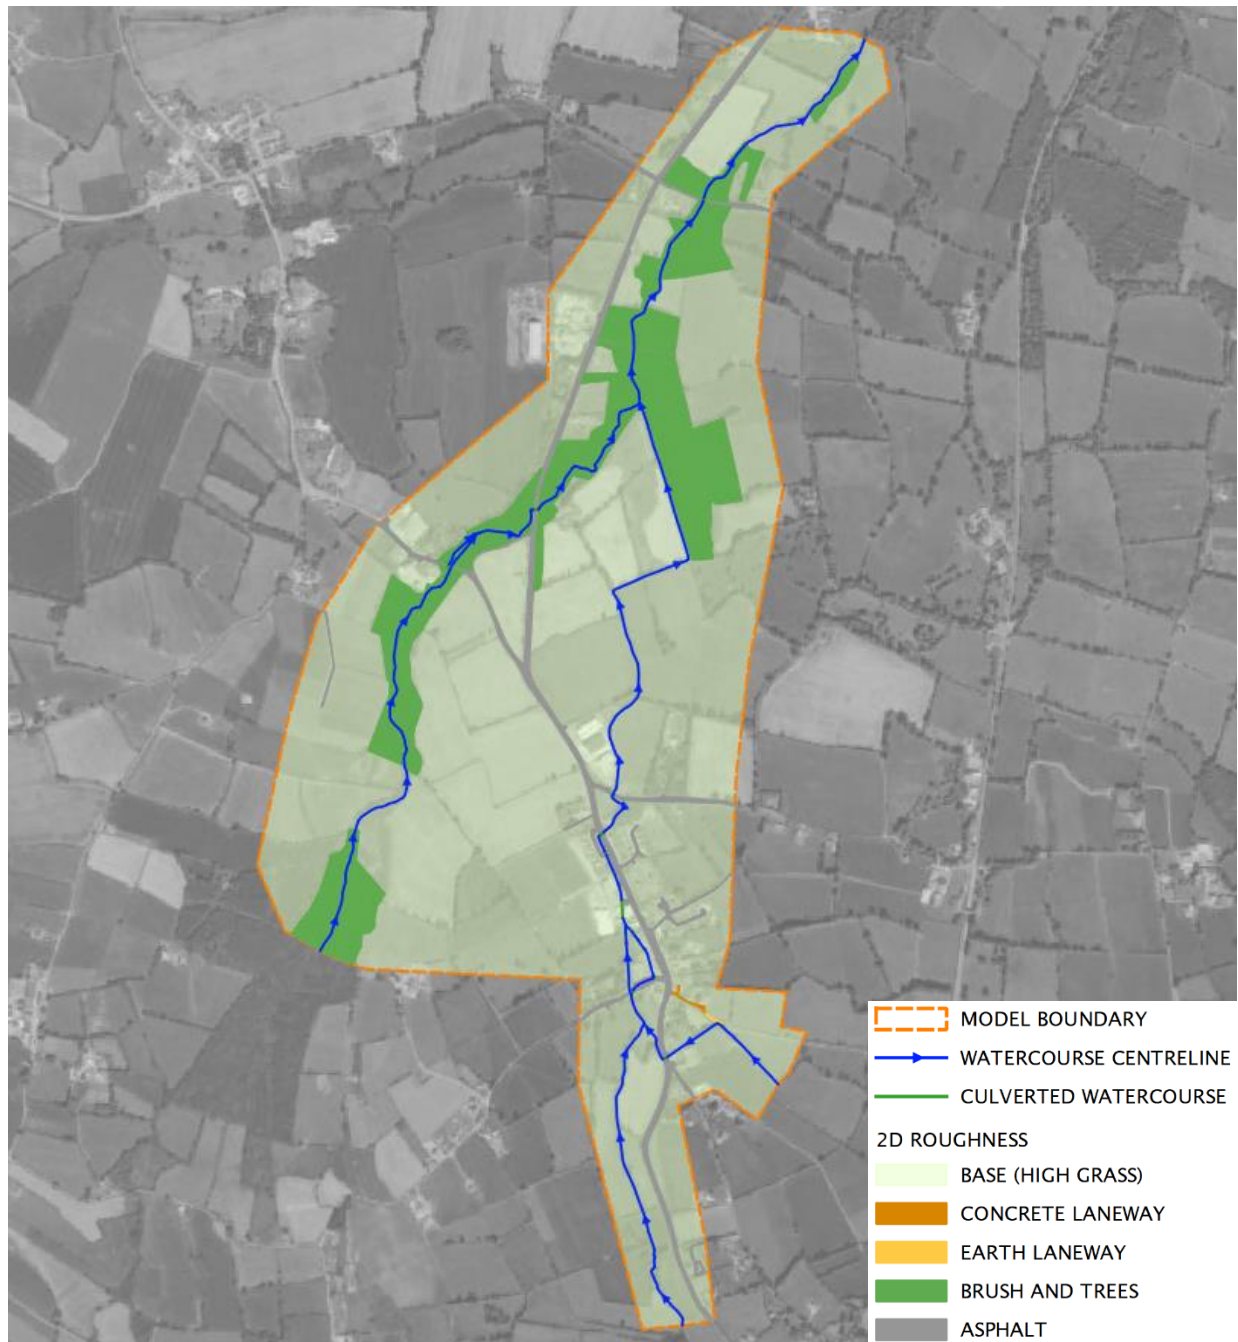 MODEL BOUNDARY
WATERCOURSE CENTRELINE
CULVERTED WATERCOURSE
2D ROUGHNESS
BASE (HIGH GRASS)
CONCRETE LANEWAY
EARTH LANEWAY
BRUSH AND TREES
ASPHALT